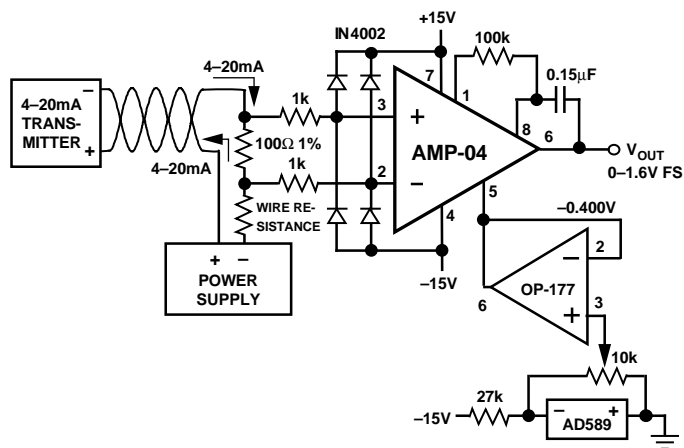 IN4002
+15V
100k
0.15μF
4–20mA
–
4–20mA
TRANS-
MITTER
+
1k
7
1
3
+
8
6
AMP-04
VOUT
0–1.6V FS
100Ω 1%
4–20mA
1k
2
–
5
4
–0.400V
WIRE RE-
SISTANCE
–15V
+ –
POWER
SUPPLY
2
–
OP-177
6
+
3
10k
27k
–15V
– +
AD589